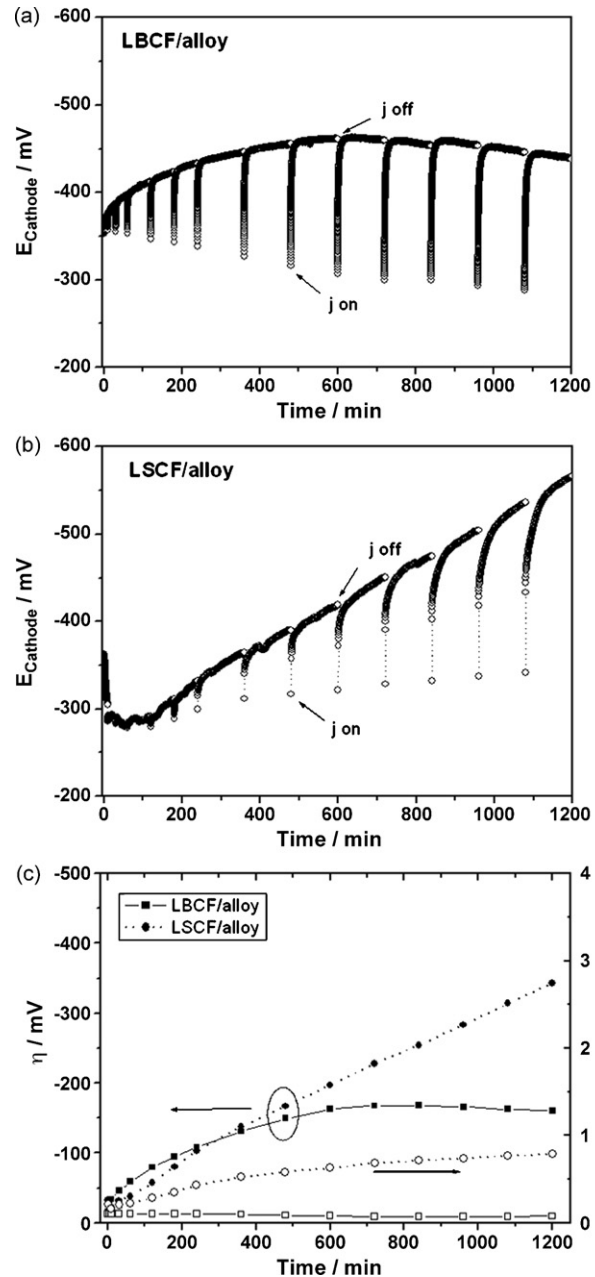 (a)
LBCF/alloy
j off
j on
E Cathode / mV
-600
-500
-400
-300
-200
0 200 400 600 800 1000 1200
Time / min
(b)
LSCF/alloy
j off
j on
E Cathode / mV
-600
-500
-400
-300
-200
0 200 400 600 800 1000 1200
Time / min
(c)
LBCF/alloy
LSCF/alloy
η / mV
-500
-400
-300
-200
-100
0
4
3
2
1
0
0 200 400 600 800 1000 1200
Time / min